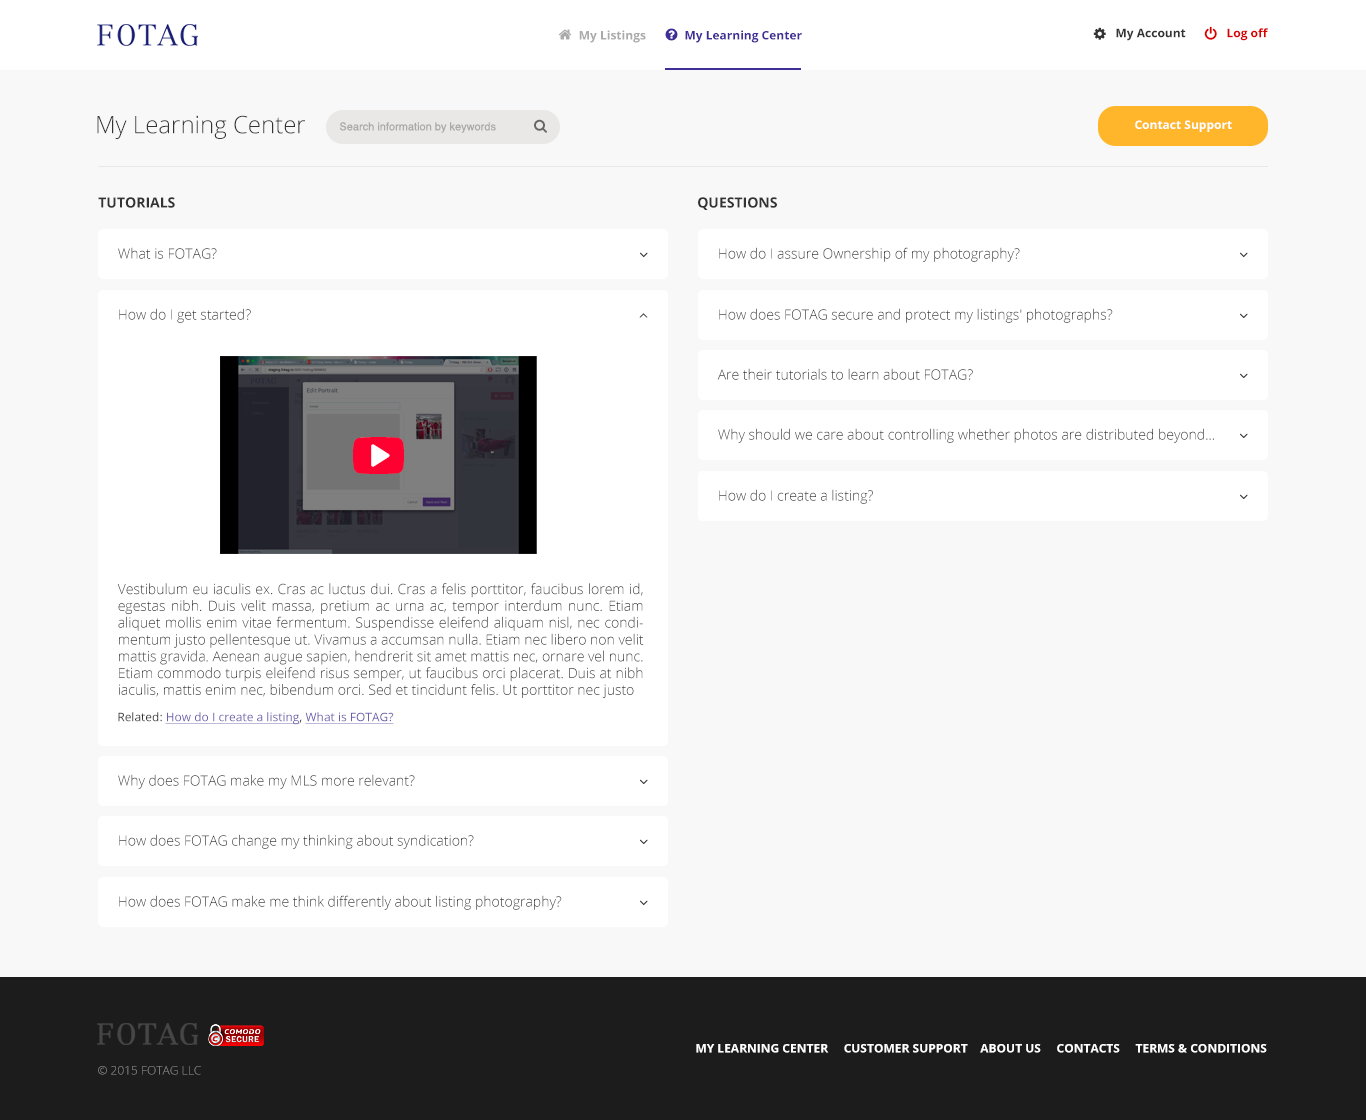 FOTAG
My Listings
My Learning Center
My Account
Log off
My Learning Center
Search information by keywords
Contact Support
TUTORIALS
What is FOTAG?
How do I get started?
Edit Portrait
Vestibulum eu iaculis ex. Cras ac luctus dui. Cras a felis porttitor, faucibus lorem id,
egestas nibh. Duis velit massa, pretium ac urna ac, tempor interdum nunc. Etiam
aliquet mollis enim vitae fermentum. Suspendisse eleifend aliquam nisl, nec condi-
mentum justo pellentesque ut. Vivamus a accumsan nulla. Etiam nec libero non velit
mattis gravida. Aenean augue sapien, hendrerit sit amet mattis nec, ornare vel nunc.
Etiam commodo turpis eleifend risus semper, ut faucibus orci placerat. Duis at nibh
iaculis, mattis enim nec, bibendum orci. Sed et tincidunt felis. Ut porttitor nec justo
Related: How do I create a listing, What is FOTAG?
Why does FOTAG make my MLS more relevant?
How does FOTAG change my thinking about syndication?
How does FOTAG make me think differently about listing photography?
QUESTIONS
How do I assure Ownership of my photography?
How does FOTAG secure and protect my listings' photographs?
Are their tutorials to learn about FOTAG?
Why should we care about controlling whether photos are distributed beyond...
How do I create a listing?
FOTAG
COMODO
SECURE
© 2015 FOTAG LLC
MY LEARNING CENTER
CUSTOMER SUPPORT
ABOUT US
CONTACTS
TERMS & CONDITIONS